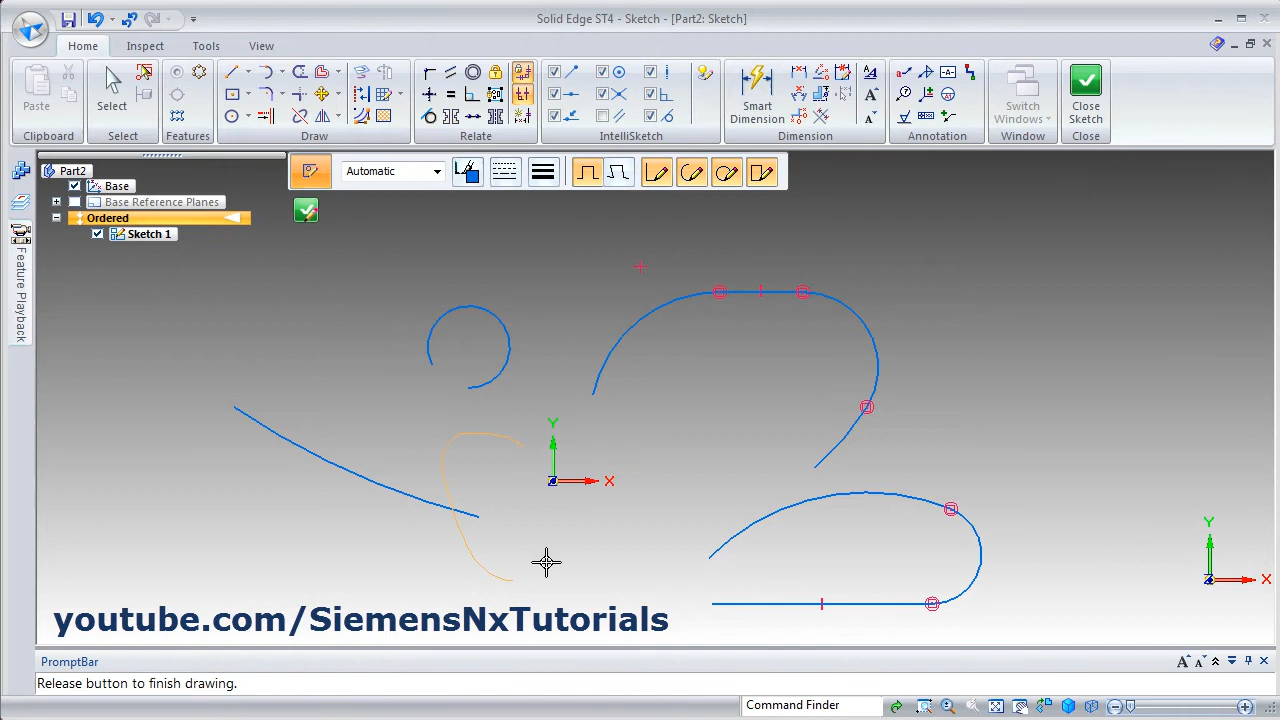 Solid Edge ST4 - Sketch - [Part2: Sketch]
Home
Inspect
Tools
View
Paste
Clipboard
Select
Select
Features
Draw
Relate
IntelliSketch
Smart
Dimension
Dimension
Annotation
Switch
Windows
Window
Close
Sketch
Close
Automatic
Part2
Base
Base Reference Planes
Ordered
Sketch 1
Feature Playback
Y
X
Y
X
youtube.com/SiemensNxTutorials
PromptBar
Release button to finish drawing.
Command Finder